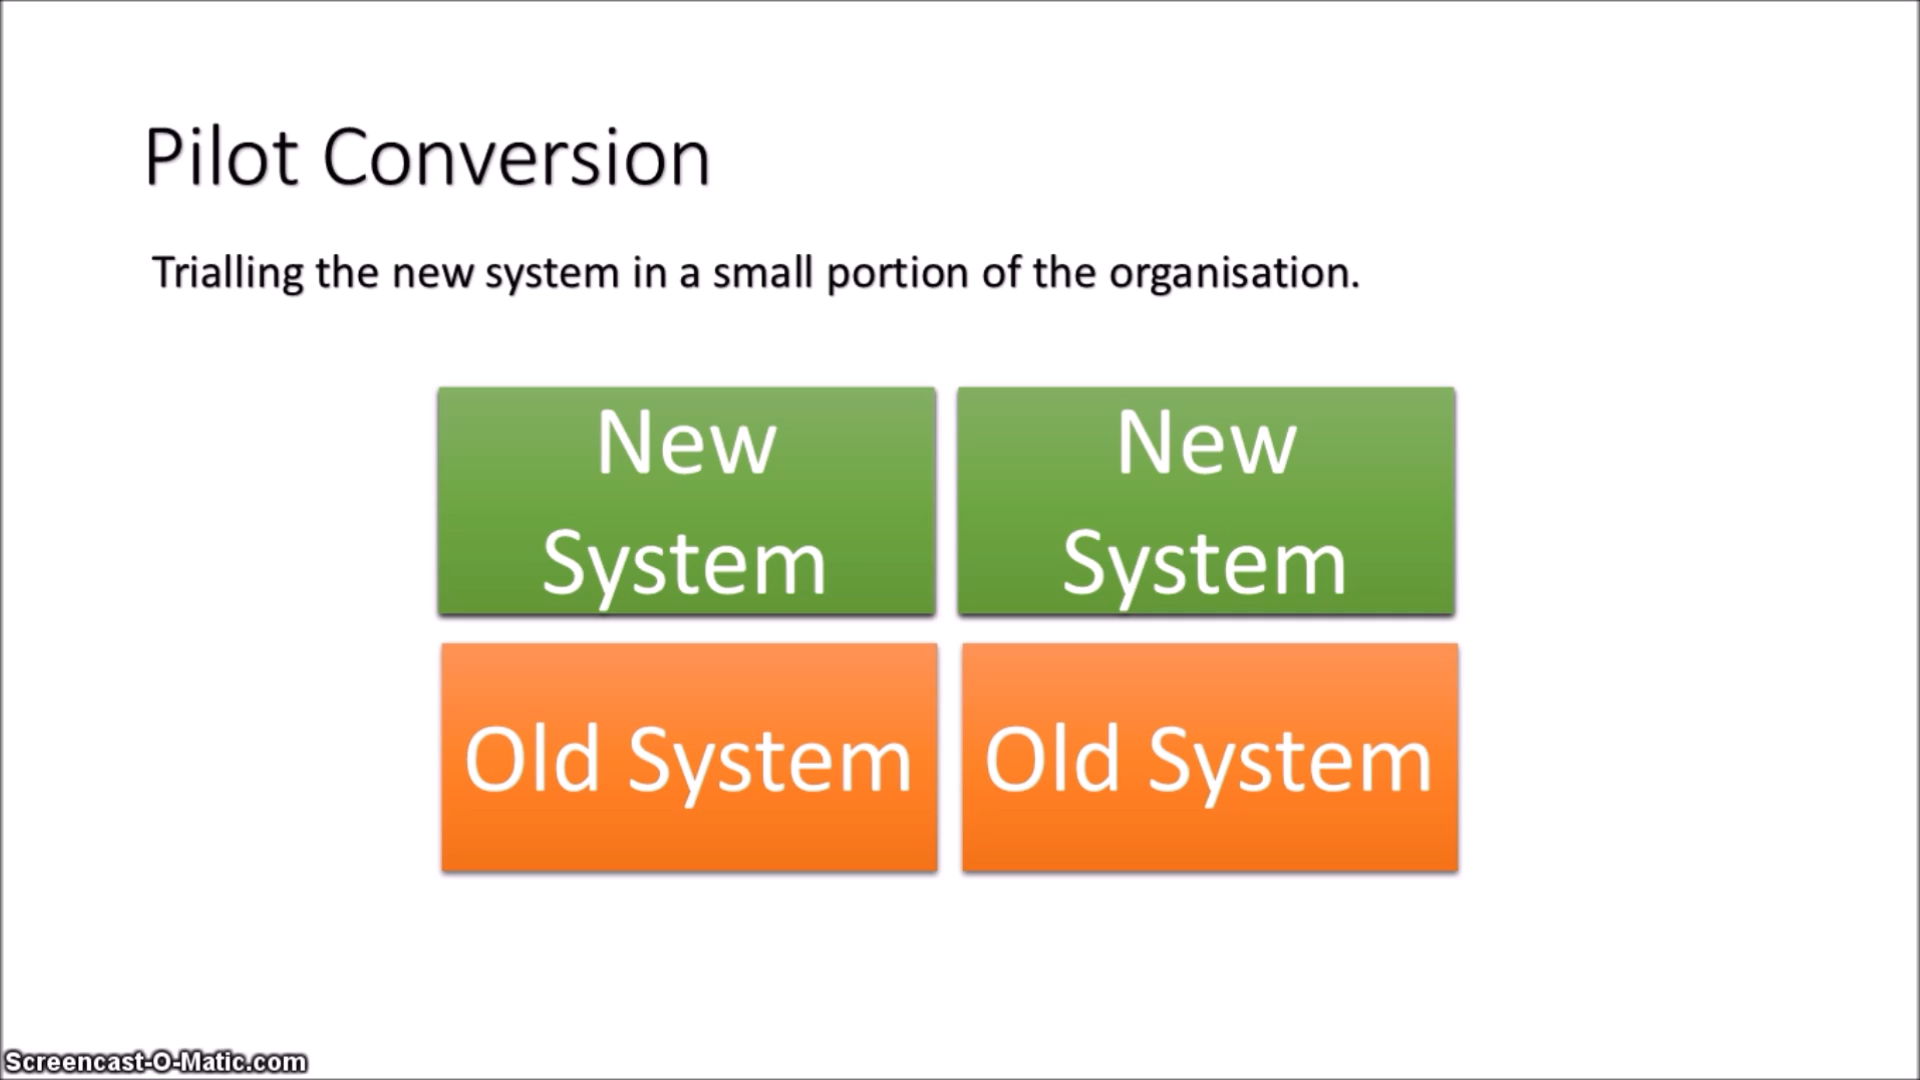 Pilot Conversion
Trialling the new system in a small portion of the organisation.
New
System
New
System
Old System
Old System
Screencast-O-Matic.com